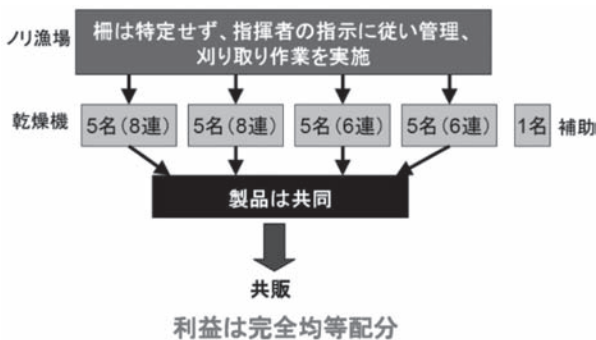 ノリ漁場
柵は特定せず、指揮者の指示に従い管理、
刈り取り作業を実施
乾燥機
5名(8連)
5名(8連)
5名(6連)
5名(6連)
1名
補助
製品は共同
共販
利益は完全均等配分